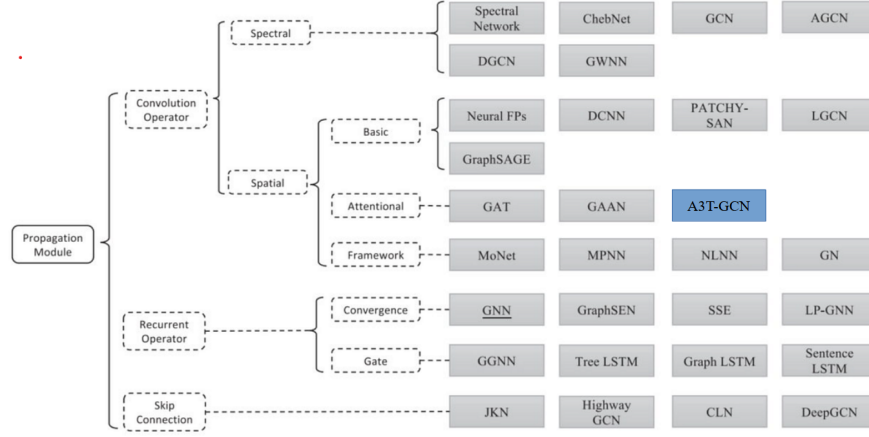 Spectral
Network
ChebNet
GCN
AGCN
Spectral
DGCN
GWNN
Convolution
Operator
Neural FPs
DCNN
PATCHY-
SAN
LGCN
Basic
GraphSAGE
Spatial
Attentional
GAT
GAAN
A3T-GCN
Propagation
Module
Framework
MoNet
MPNN
NLNN
GN
Convergence
GNN
GraphSEN
SSE
LP-GNN
Recurrent
Operator
Gate
GGNN
Tree LSTM
Graph LSTM
Sentence
LSTM
Skip
Connection
JKN
Highway
GCN
CLN
DeepGCN